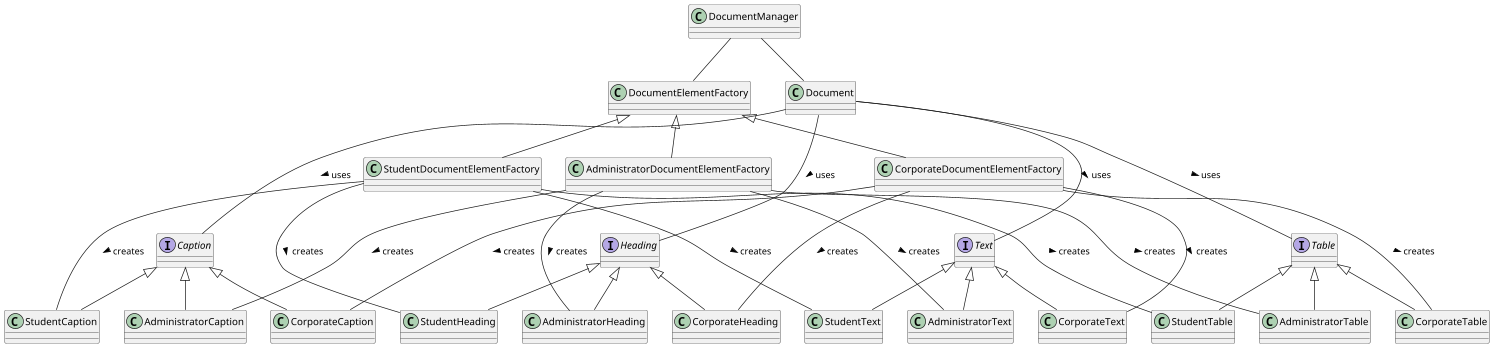 C DocumentManager
C DocumentElementFactory
C Document
uses
C StudentDocumentElementFactory
C AdministratorDocumentElementFactory
C CorporateDocumentElementFactory
uses
uses
uses
I Caption
creates
creates
creates
creates
I Heading
creates
creates
creates
creates
I Text
creates
creates
creates
I Table
creates
C StudentCaption
C AdministratorCaption
C CorporateCaption
C StudentHeading
C AdministratorHeading
C CorporateHeading
C StudentText
C AdministratorText
C CorporateText
C StudentTable
C AdministratorTable
C CorporateTable